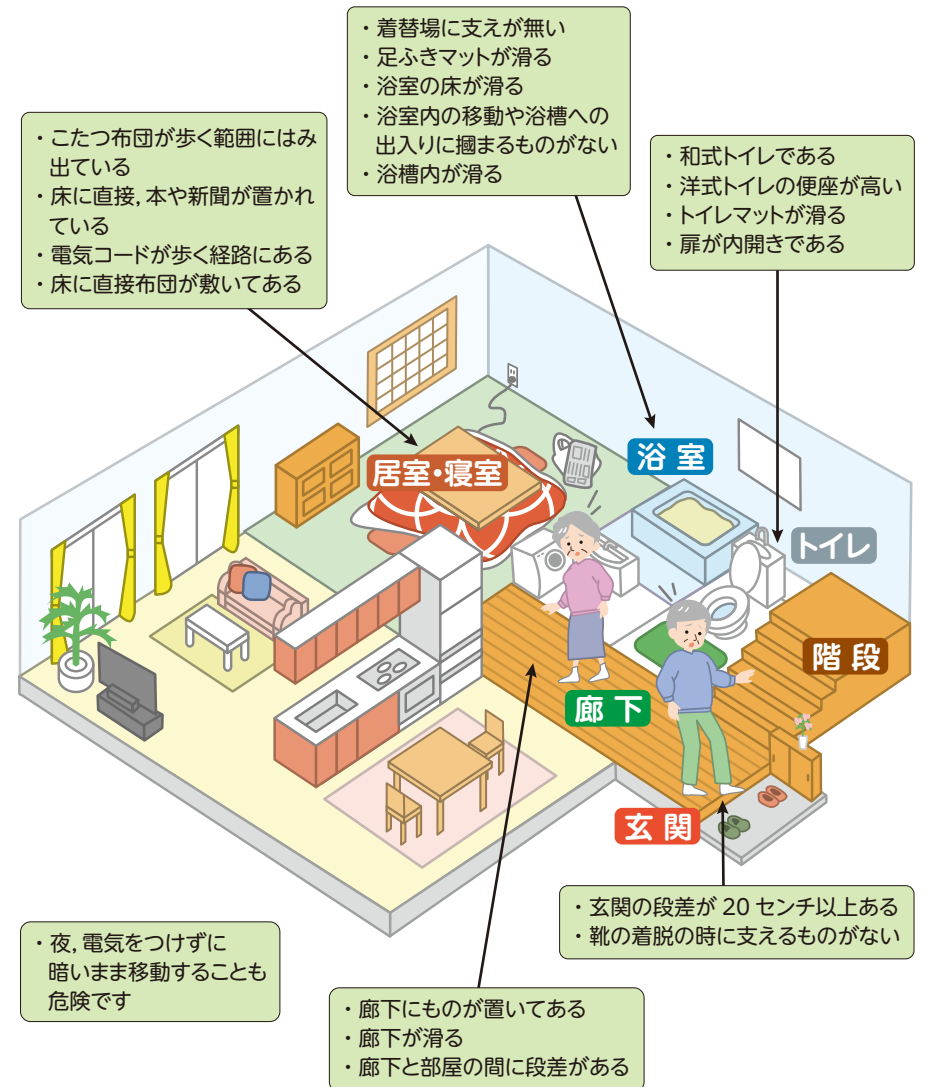 ・着替場に支えが無い
・足ふきマットが滑る
・浴室の床が滑る
・浴室内の移動や浴槽への
出入りに摑まるものがない
・浴槽内が滑る
・こたつ布団が歩く範囲にはみ
出ている
・床に直接,本や新聞が置かれ
ている
・電気コードが歩く経路にある
・床に直接布団が敷いてある
・和式トイレである
・洋式トイレの便座が高い
・トイレマットが滑る
・扉が内開きである
居室・寝室
浴室
トイレ
階段
廊下
玄関
・玄関の段差が 20 センチ以上ある
・靴の着脱の時に支えるものがない
・夜,電気をつけずに
暗いまま移動することも
危険です
・廊下にものが置いてある
・廊下が滑る
・廊下と部屋の間に段差がある